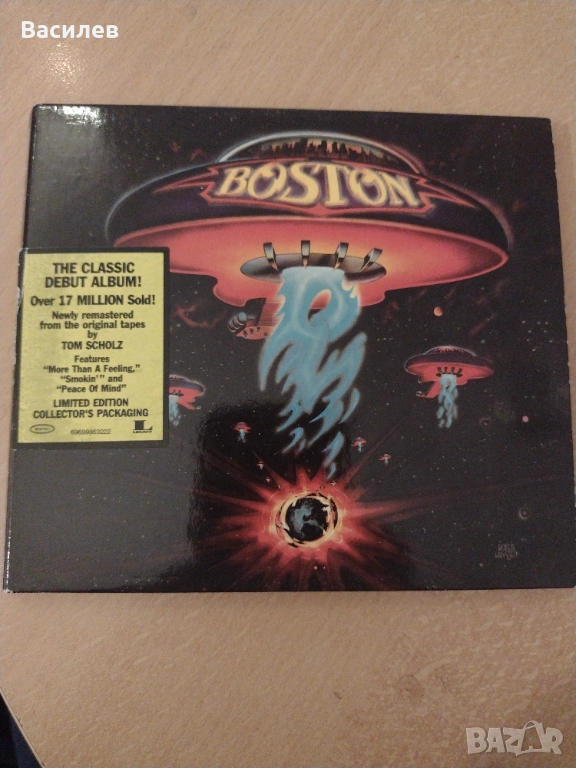 Василев
BOSTON
THE CLASSIC
DEBUT ALBUM!
Over 17 MILLION Sold!
Newly remastered
from the original tapes
by
TOM SCHOLZ
Features
"More Than A Feeling,"
"Smokin'" and
"Peace Of Mind"
LIMITED EDITION
COLLECTOR'S PACKAGING
69699863222
BAZAR